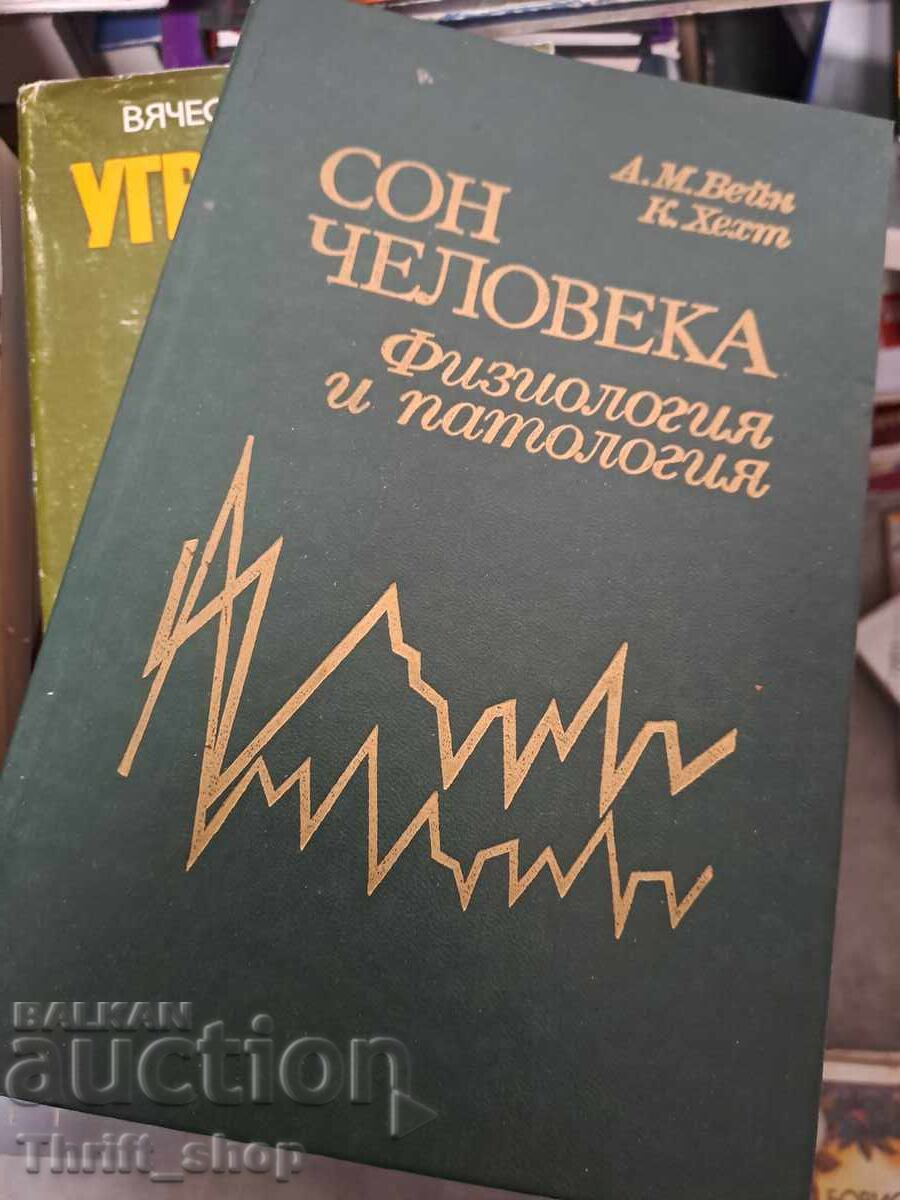 ВЯЧЕС
УГР
А. М. Вейн
К. Хехт
СОН
ЧЕЛОВЕКА
Физиология
и патология
BALKAN
auction
Thrift_shop